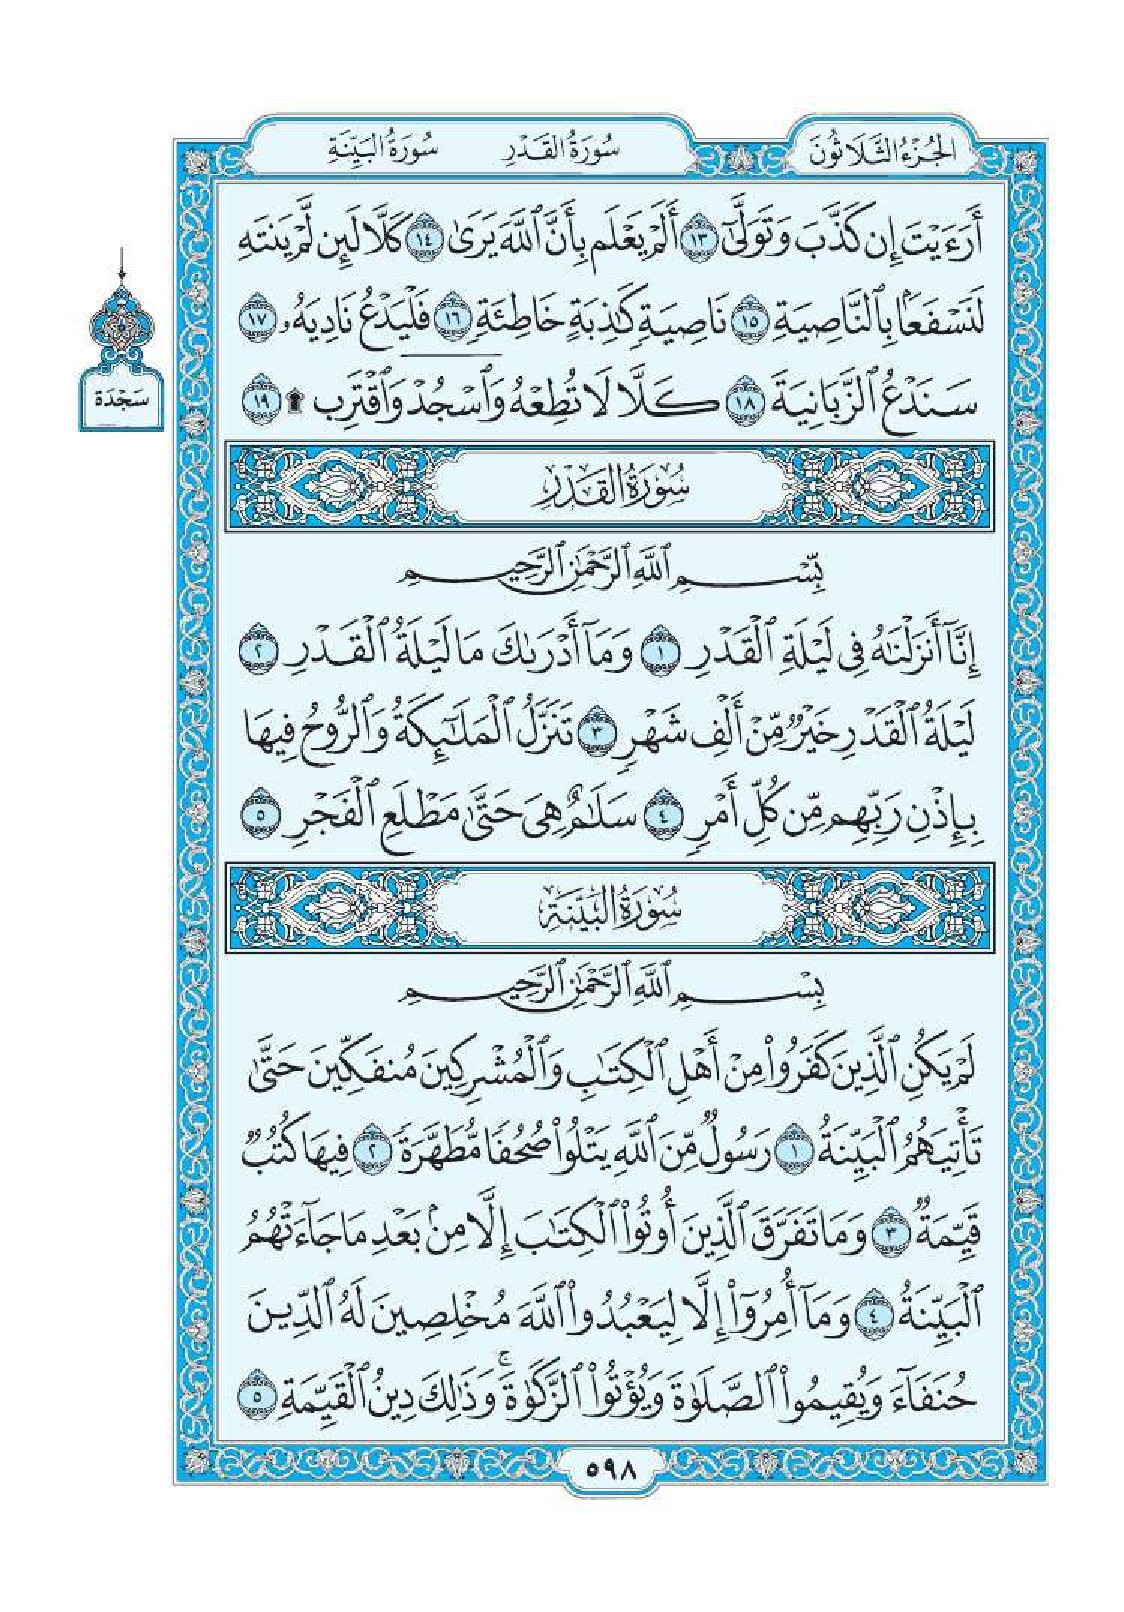 الجُزْءُ الثَّلَاثُونَ سُورَةُ القَدْرِ سُورَةُ البَيِّنَةِ
أَرَءَيْتَ إِن كَذَّبَ وَتَوَلَّىٰٓ ١٣ أَلَمْ يَعْلَم بِأَنَّ ٱللَّهَ يَرَىٰ ١٤ كَلَّا لَئِن لَّمْ يَنتَهِ
لَنَسْفَعًۢا بِٱلنَّاصِيَةِ ١٥ نَاصِيَةٍ كَٰذِبَةٍ خَاطِئَةٍ ١٦ فَلْيَدْعُ نَادِيَهُۥ ١٧
سَنَدْعُ ٱلزَّبَانِيَةَ ١٨ كَلَّا لَا تُطِعْهُ وَٱسْجُدْ وَٱقْتَرِب ۩ ١٩
سَجْدَة
سُورَةُ القَدْرِ
بِّسْمِ ٱللَّهِ ٱلرَّحْمَٰنِ ٱلرَّحِيمِ
إِنَّآ أَنزَلْنَٰهُ فِى لَيْلَةِ ٱلْقَدْرِ ١ وَمَآ أَدْرَىٰكَ مَا لَيْلَةُ ٱلْقَدْرِ ٢
لَيْلَةُ ٱلْقَدْرِ خَيْرٌ مِّنْ أَلْفِ شَهْرٍ ٣ تَنَزَّلُ ٱلْمَلَٰٓئِكَةُ وَٱلرُّوحُ فِيهَا
بِإِذْنِ رَبِّهِم مِّن كُلِّ أَمْرٍ ٤ سَلَٰمٌ هِىَ حَتَّىٰ مَطْلَعِ ٱلْفَجْرِ ٥
سُورَةُ البَيِّنَةِ
بِسْمِ ٱللَّهِ ٱلرَّحْمَٰنِ ٱلرَّحِيمِ
لَمْ يَكُنِ ٱلَّذِينَ كَفَرُوا۟ مِنْ أَهْلِ ٱلْكِتَٰبِ وَٱلْمُشْرِكِينَ مُنفَكِّينَ حَتَّىٰ
تَأْتِيَهُمُ ٱلْبَيِّنَةُ ١ رَسُولٌ مِّنَ ٱللَّهِ يَتْلُوا۟ صُحُفًا مُّطَهَّرَةً ٢ فِيهَا كُتُبٌ
قَيِّمَةٌ ٣ وَمَا تَفَرَّقَ ٱلَّذِينَ أُوتُوا۟ ٱلْكِتَٰبَ إِلَّا مِنۢ بَعْدِ مَا جَآءَتْهُمُ
ٱلْبَيِّنَةُ ٤ وَمَآ أُمِرُوٓا۟ إِلَّا لِيَعْبُدُوا۟ ٱللَّهَ مُخْلِصِينَ لَهُ ٱلدِّينَ
حُنَفَآءَ وَيُقِيمُوا۟ ٱلصَّلَوٰةَ وَيُؤْتُوا۟ ٱلزَّكَوٰةَ ۚ وَذَٰلِكَ دِينُ ٱلْقَيِّمَةِ ٥
٥٩٨